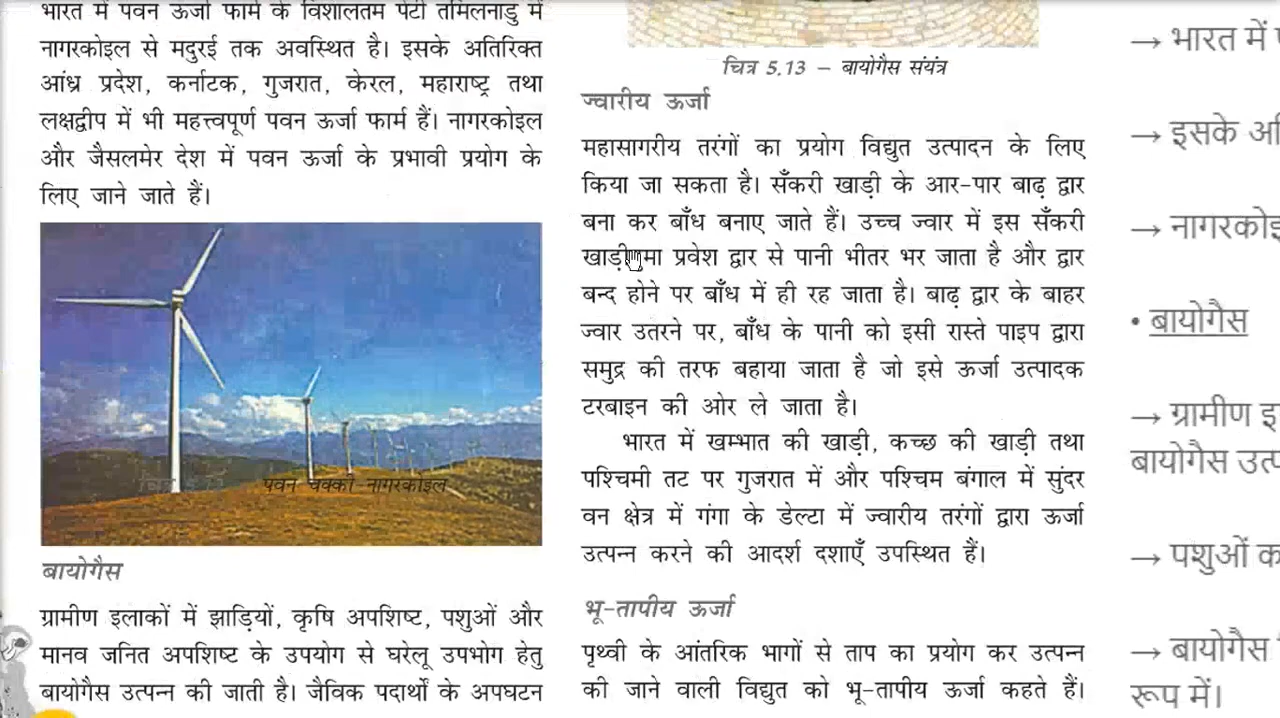 भारत में पवन ऊर्जा फार्म के विशालतम पेटी तमिलनाडु में
नागरकोइल से मदुरई तक अवस्थित है। इसके अतिरिक्त
आंध्र प्रदेश, कर्नाटक, गुजरात, केरल, महाराष्ट्र तथा
लक्षद्वीप में भी महत्त्वपूर्ण पवन ऊर्जा फार्म हैं। नागरकोइल
और जैसलमेर देश में पवन ऊर्जा के प्रभावी प्रयोग के
लिए जाने जाते हैं।
पवन चक्की नागरकोइल
बायोगैस
ग्रामीण इलाकों में झाड़ियों, कृषि अपशिष्ट, पशुओं और
मानव जनित अपशिष्ट के उपयोग से घरेलू उपभोग हेतु
बायोगैस उत्पन्न की जाती है। जैविक पदार्थों के अपघटन
चित्र 5.13 – बायोगैस संयंत्र
ज्वारीय ऊर्जा
महासागरीय तरंगों का प्रयोग विद्युत उत्पादन के लिए
किया जा सकता है। सँकरी खाड़ी के आर-पार बाढ़ द्वार
बना कर बाँध बनाए जाते हैं। उच्च ज्वार में इस सँकरी
प्रवेश द्वार से पानी भीतर भर जाता है और द्वार
बन्द होने पर बाँध में ही रह जाता है। बाढ़ द्वार के बाहर
ज्वार उतरने पर, बाँध के पानी को इसी रास्ते पाइप द्वारा
समुद्र की तरफ बहाया जाता है जो इसे ऊर्जा उत्पादक
टरबाइन की ओर ले जाता है।
भारत में खम्भात की खाड़ी, कच्छ की खाड़ी तथा
पश्चिमी तट पर गुजरात में और पश्चिम बंगाल में सुंदर
वन क्षेत्र में गंगा के डेल्टा में ज्वारीय तरंगों द्वारा ऊर्जा
उत्पन्न करने की आदर्श दशाएँ उपस्थित हैं।
भू-तापीय ऊर्जा
पृथ्वी के आंतरिक भागों से ताप का प्रयोग कर उत्पन्न
की जाने वाली विद्युत को भू-तापीय ऊर्जा कहते हैं।
→ भारत में
→ इसके
→
• बायोगैस
→ ग्रामीण
बायोगैस
→ पशुओं
→ बायोगैस
रूप में।